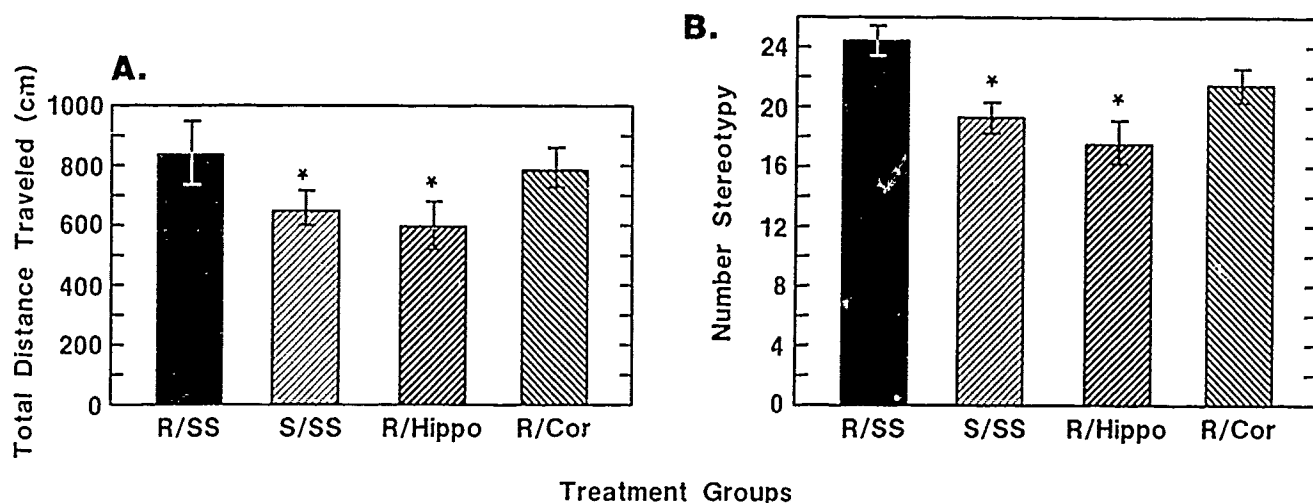 A.
Total Distance Traveled (cm)
1000
800
600
400
200
0
*
*
R/SS S/SS R/Hippo R/Cor
B.
Number Stereotypy
24
20
16
12
8
4
0
*
*
R/SS S/SS R/Hippo R/Cor
Treatment Groups